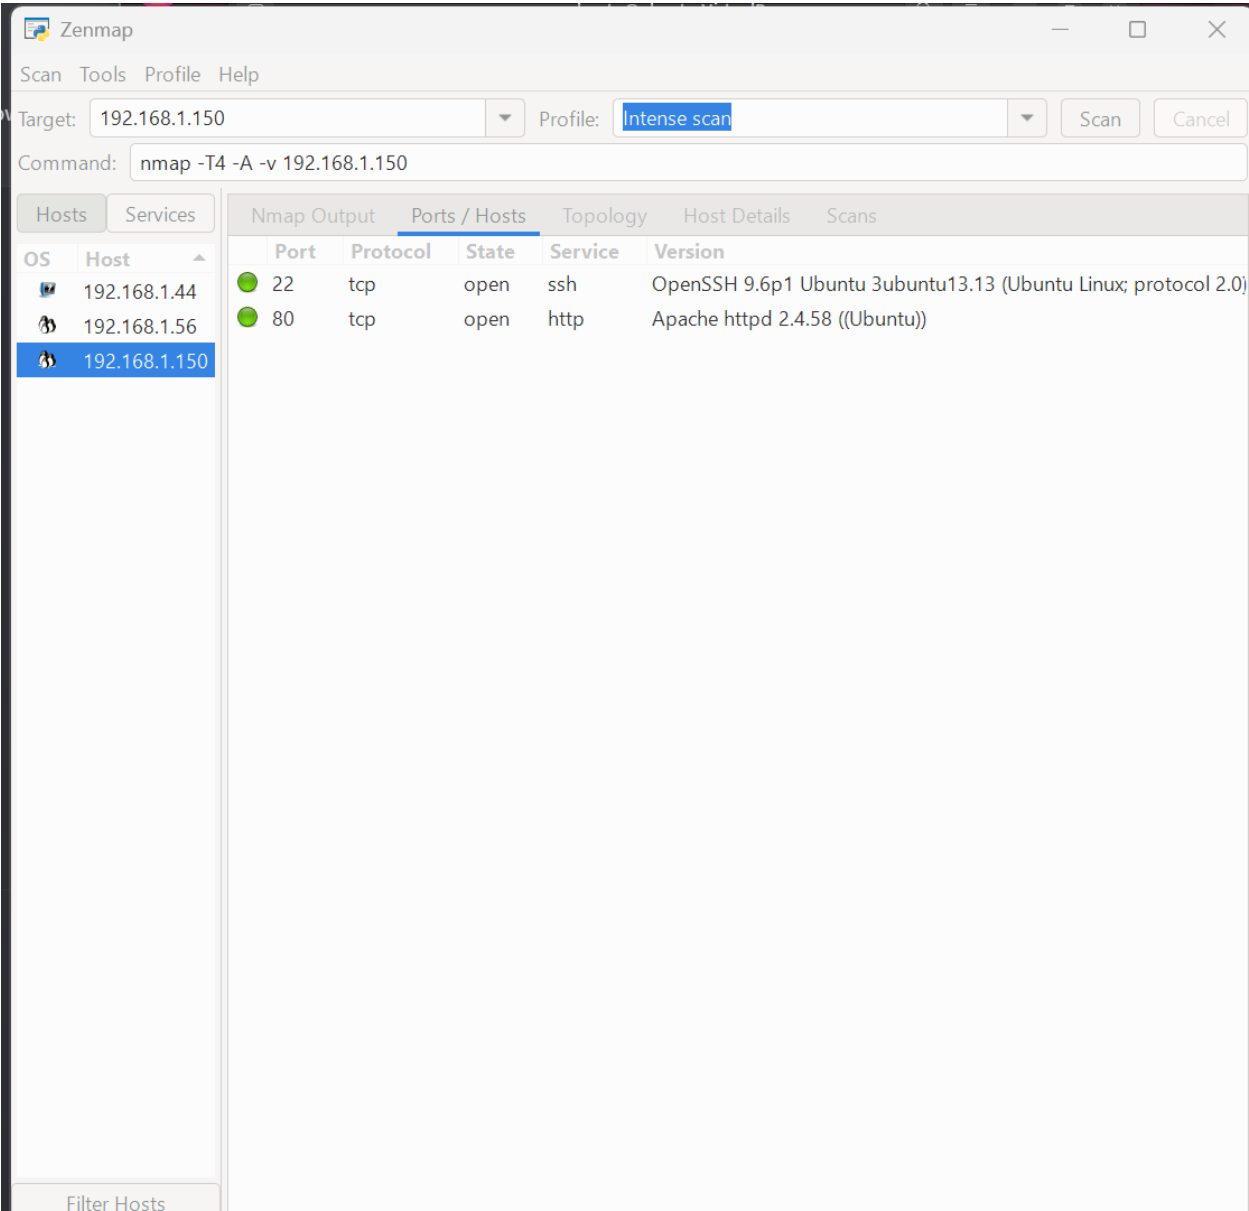 Zenmap
Scan Tools Profile Help
Target: 192.168.1.150 Profile: Intense scan Scan Cancel
Command: nmap -T4 -A -v 192.168.1.150
Hosts Services Nmap Output Ports / Hosts Topology Host Details Scans
OS Host Port Protocol State Service Version
192.168.1.44 22 tcp open ssh OpenSSH 9.6p1 Ubuntu 3ubuntu13.13 (Ubuntu Linux; protocol 2.0)
192.168.1.56 80 tcp open http Apache httpd 2.4.58 ((Ubuntu))
192.168.1.150
Filter Hosts